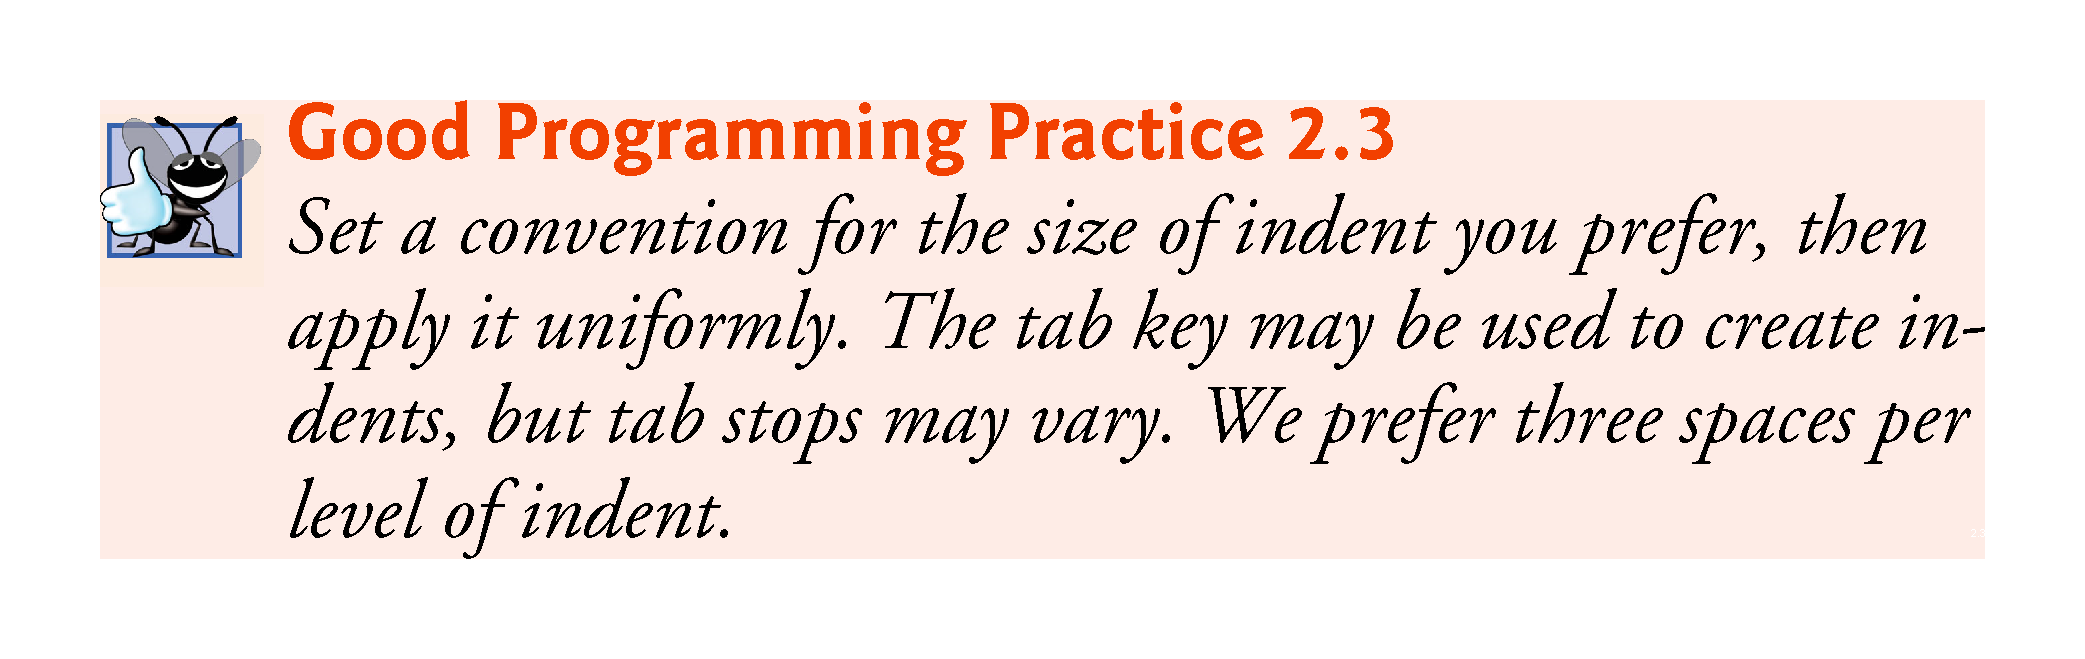 Good Programming Practice 2.3
Set a convention for the size of indent you prefer, then
apply it uniformly. The tab key may be used to create in-
dents, but tab stops may vary. We prefer three spaces per
level of indent.